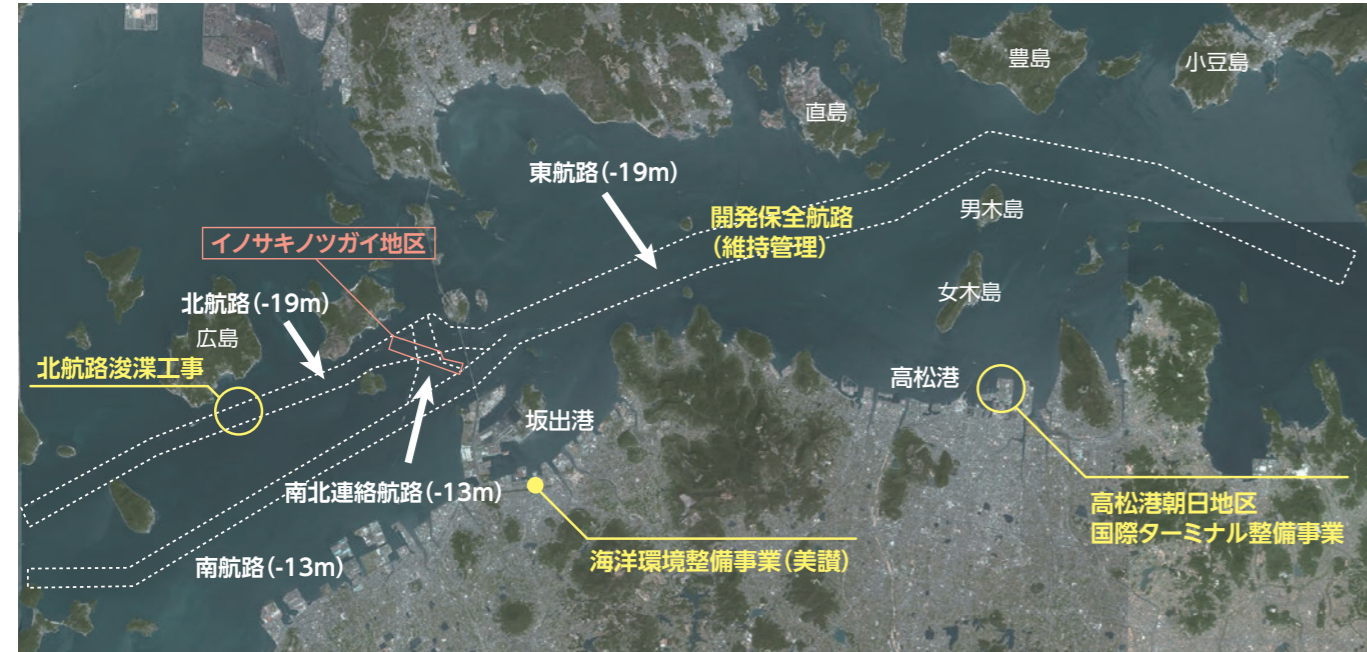 豊島
小豆島
直島
東航路(-19m)
開発保全航路
(維持管理)
男木島
イノサキノツガイ地区
女木島
北航路(-19m)
広島
北航路浚渫工事
高松港
坂出港
南北連絡航路(-13m)
高松港朝日地区
国際ターミナル整備事業
海洋環境整備事業(美讃)
南航路(-13m)